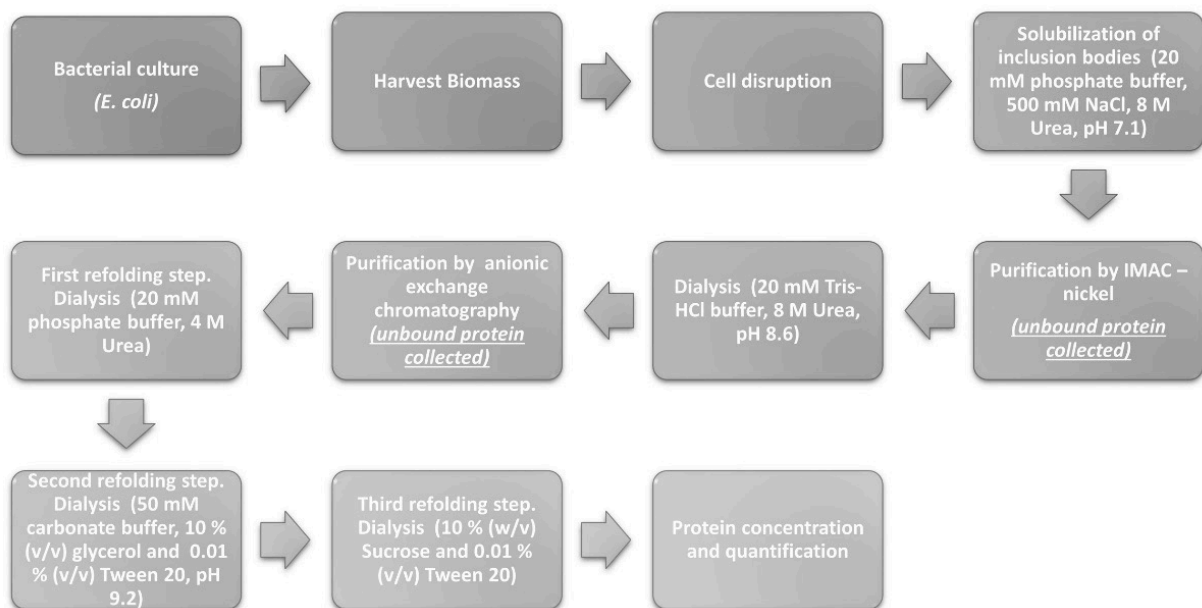 Bacterial culture
(E. coli)
Harvest Biomass
Cell disruption
Solubilization of
inclusion bodies (20
mM phosphate buffer,
500 mM NaCl, 8 M
Urea, pH 7.1)
Purification by IMAC –
nickel
(unbound protein
collected)
Dialysis (20 mM Tris-
HCl buffer, 8 M Urea,
pH 8.6)
Purification by anionic
exchange
chromatography
(unbound protein
collected)
First refolding step.
Dialysis (20 mM
phosphate buffer, 4 M
Urea)
Second refolding step.
Dialysis (50 mM
carbonate buffer, 10 %
(v/v) glycerol and 0.01
% (v/v) Tween 20, pH
9.2)
Third refolding step.
Dialysis (10 % (w/v)
Sucrose and 0.01 %
(v/v) Tween 20)
Protein concentration
and quantification